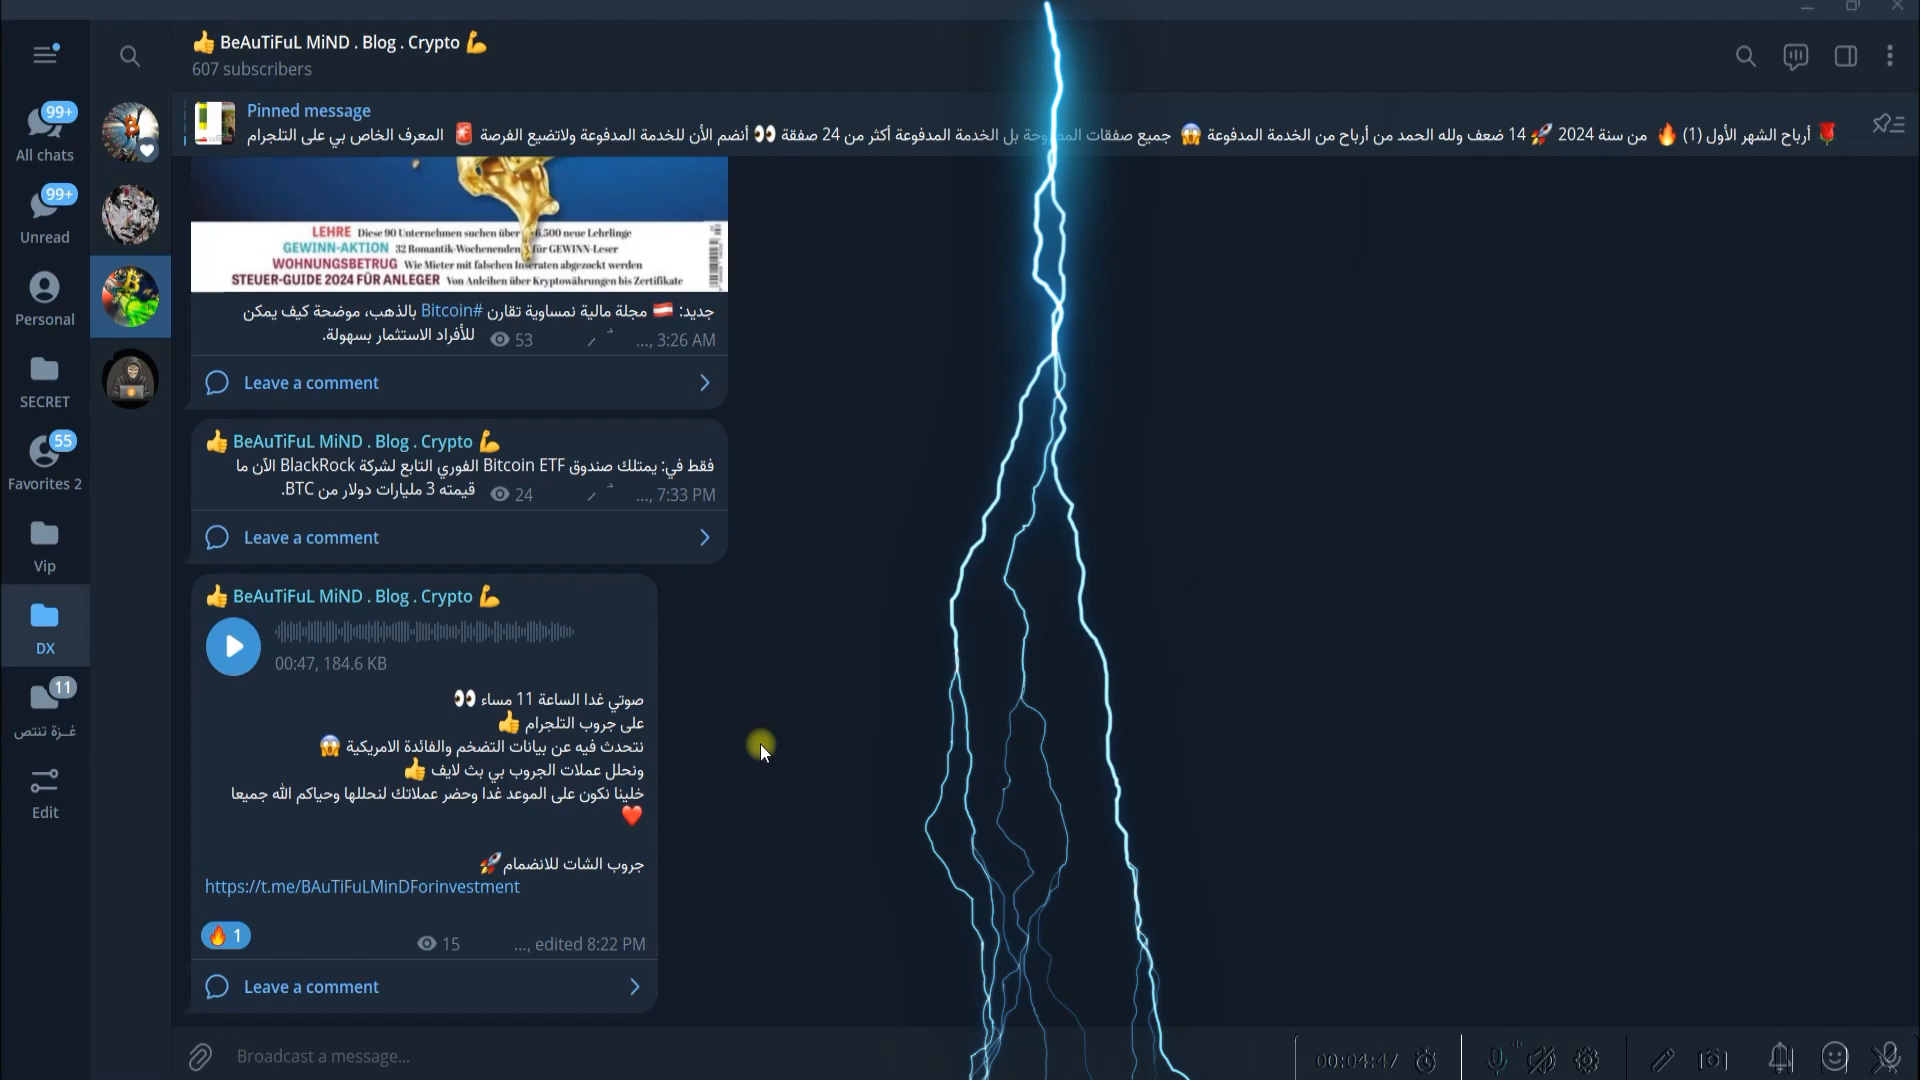 👍 BeAuTiFuL MiND . Blog . Crypto 💪
607 subscribers
Pinned message
🌹 أرباح الشهر الأول (1) 🔥 من سنة 2024 🚀 14 ضعف ولله الحمد من أرباح من الخدمة المدفوعة 😱 جميع صفقات بل الخدمة المدفوعة أكثر من 24 صفقة 👀 أنضم الأن للخدمة المدفوعة ولاتضيع الفرصة 🚨 المعرف الخاص بي على التلجرام
99+
All chats
99+
Unread
Personal
SECRET
55
Favorites 2
Vip
DX
11
غـزة تنتص
Edit
LEHRE Diese 90 Unternehmen suchen über 6.500 neue Lehrlinge
GEWINN-AKTION 32 Romantik-Wochenenden für GEWINN-Leser
WOHNUNGSBETRUG Wie Mieter mit falschen Inseraten abgezockt werden
STEUER-GUIDE 2024 FÜR ANLEGER Von Anleihen über Kryptowährungen bis Zertifikate
جديد: 🇦🇹 مجلة مالية نمساوية تقارن #Bitcoin بالذهب، موضحة كيف يمكن
للأفراد الاستثمار بسهولة.
53 ..., 3:26 AM
Leave a comment
👍 BeAuTiFuL MiND . Blog . Crypto 💪
فقط في: يمتلك صندوق Bitcoin ETF الفوري التابع لشركة BlackRock الآن ما
قيمته 3 مليارات دولار من BTC.
24 ..., 7:33 PM
Leave a comment
👍 BeAuTiFuL MiND . Blog . Crypto 💪
00:47, 184.6 KB
صوتي غدا الساعة 11 مساء 👀
على جروب التلجرام 👍
نتحدث فيه عن بيانات التضخم والفائدة الامريكية 😱
ونحلل عملات الجروب بي بث لايف 👍
خلينا نكون على الموعد غدا وحضر عملاتك لنحللها وحياكم الله جميعا
❤️
جروب الشات للانضمام 🚀
https://t.me/BAuTiFuLMinDForinvestment
🔥 1
15 ..., edited 8:22 PM
Leave a comment
Broadcast a message...
00:04:47